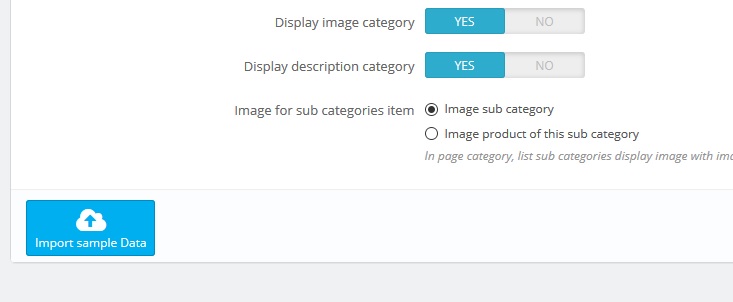 Display image category YES NO
Display description category YES NO
Image for sub categories item Image sub category
Image product of this sub category
In page category, list sub categories display image with
Import sample Data